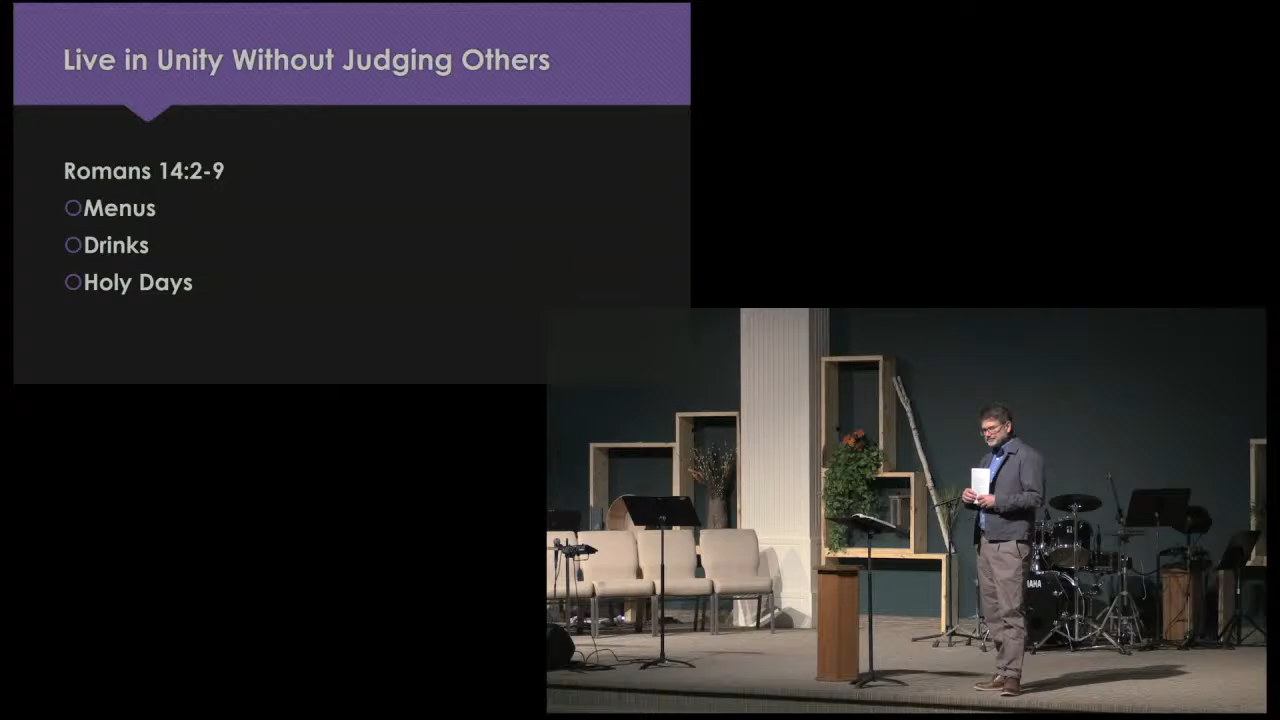 Live in Unity Without Judging Others
Romans 14:2-9
Menus
Drinks
Holy Days